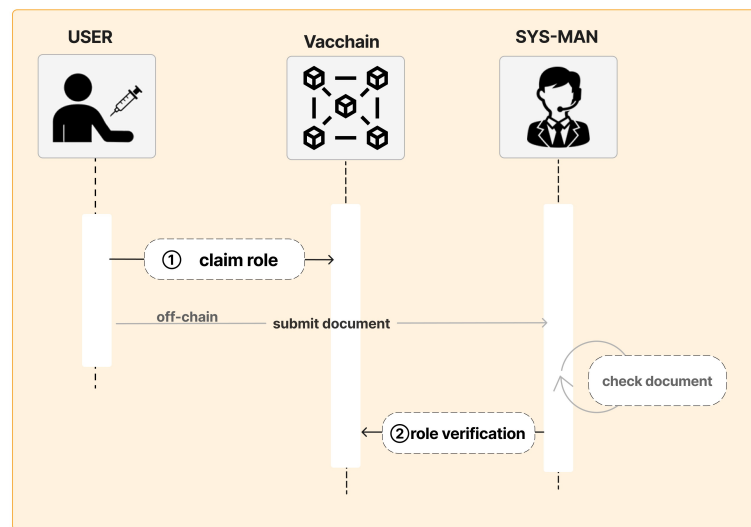 USER
Vacchain
SYS-MAN
① claim role
off-chain
submit document
check document
②role verification